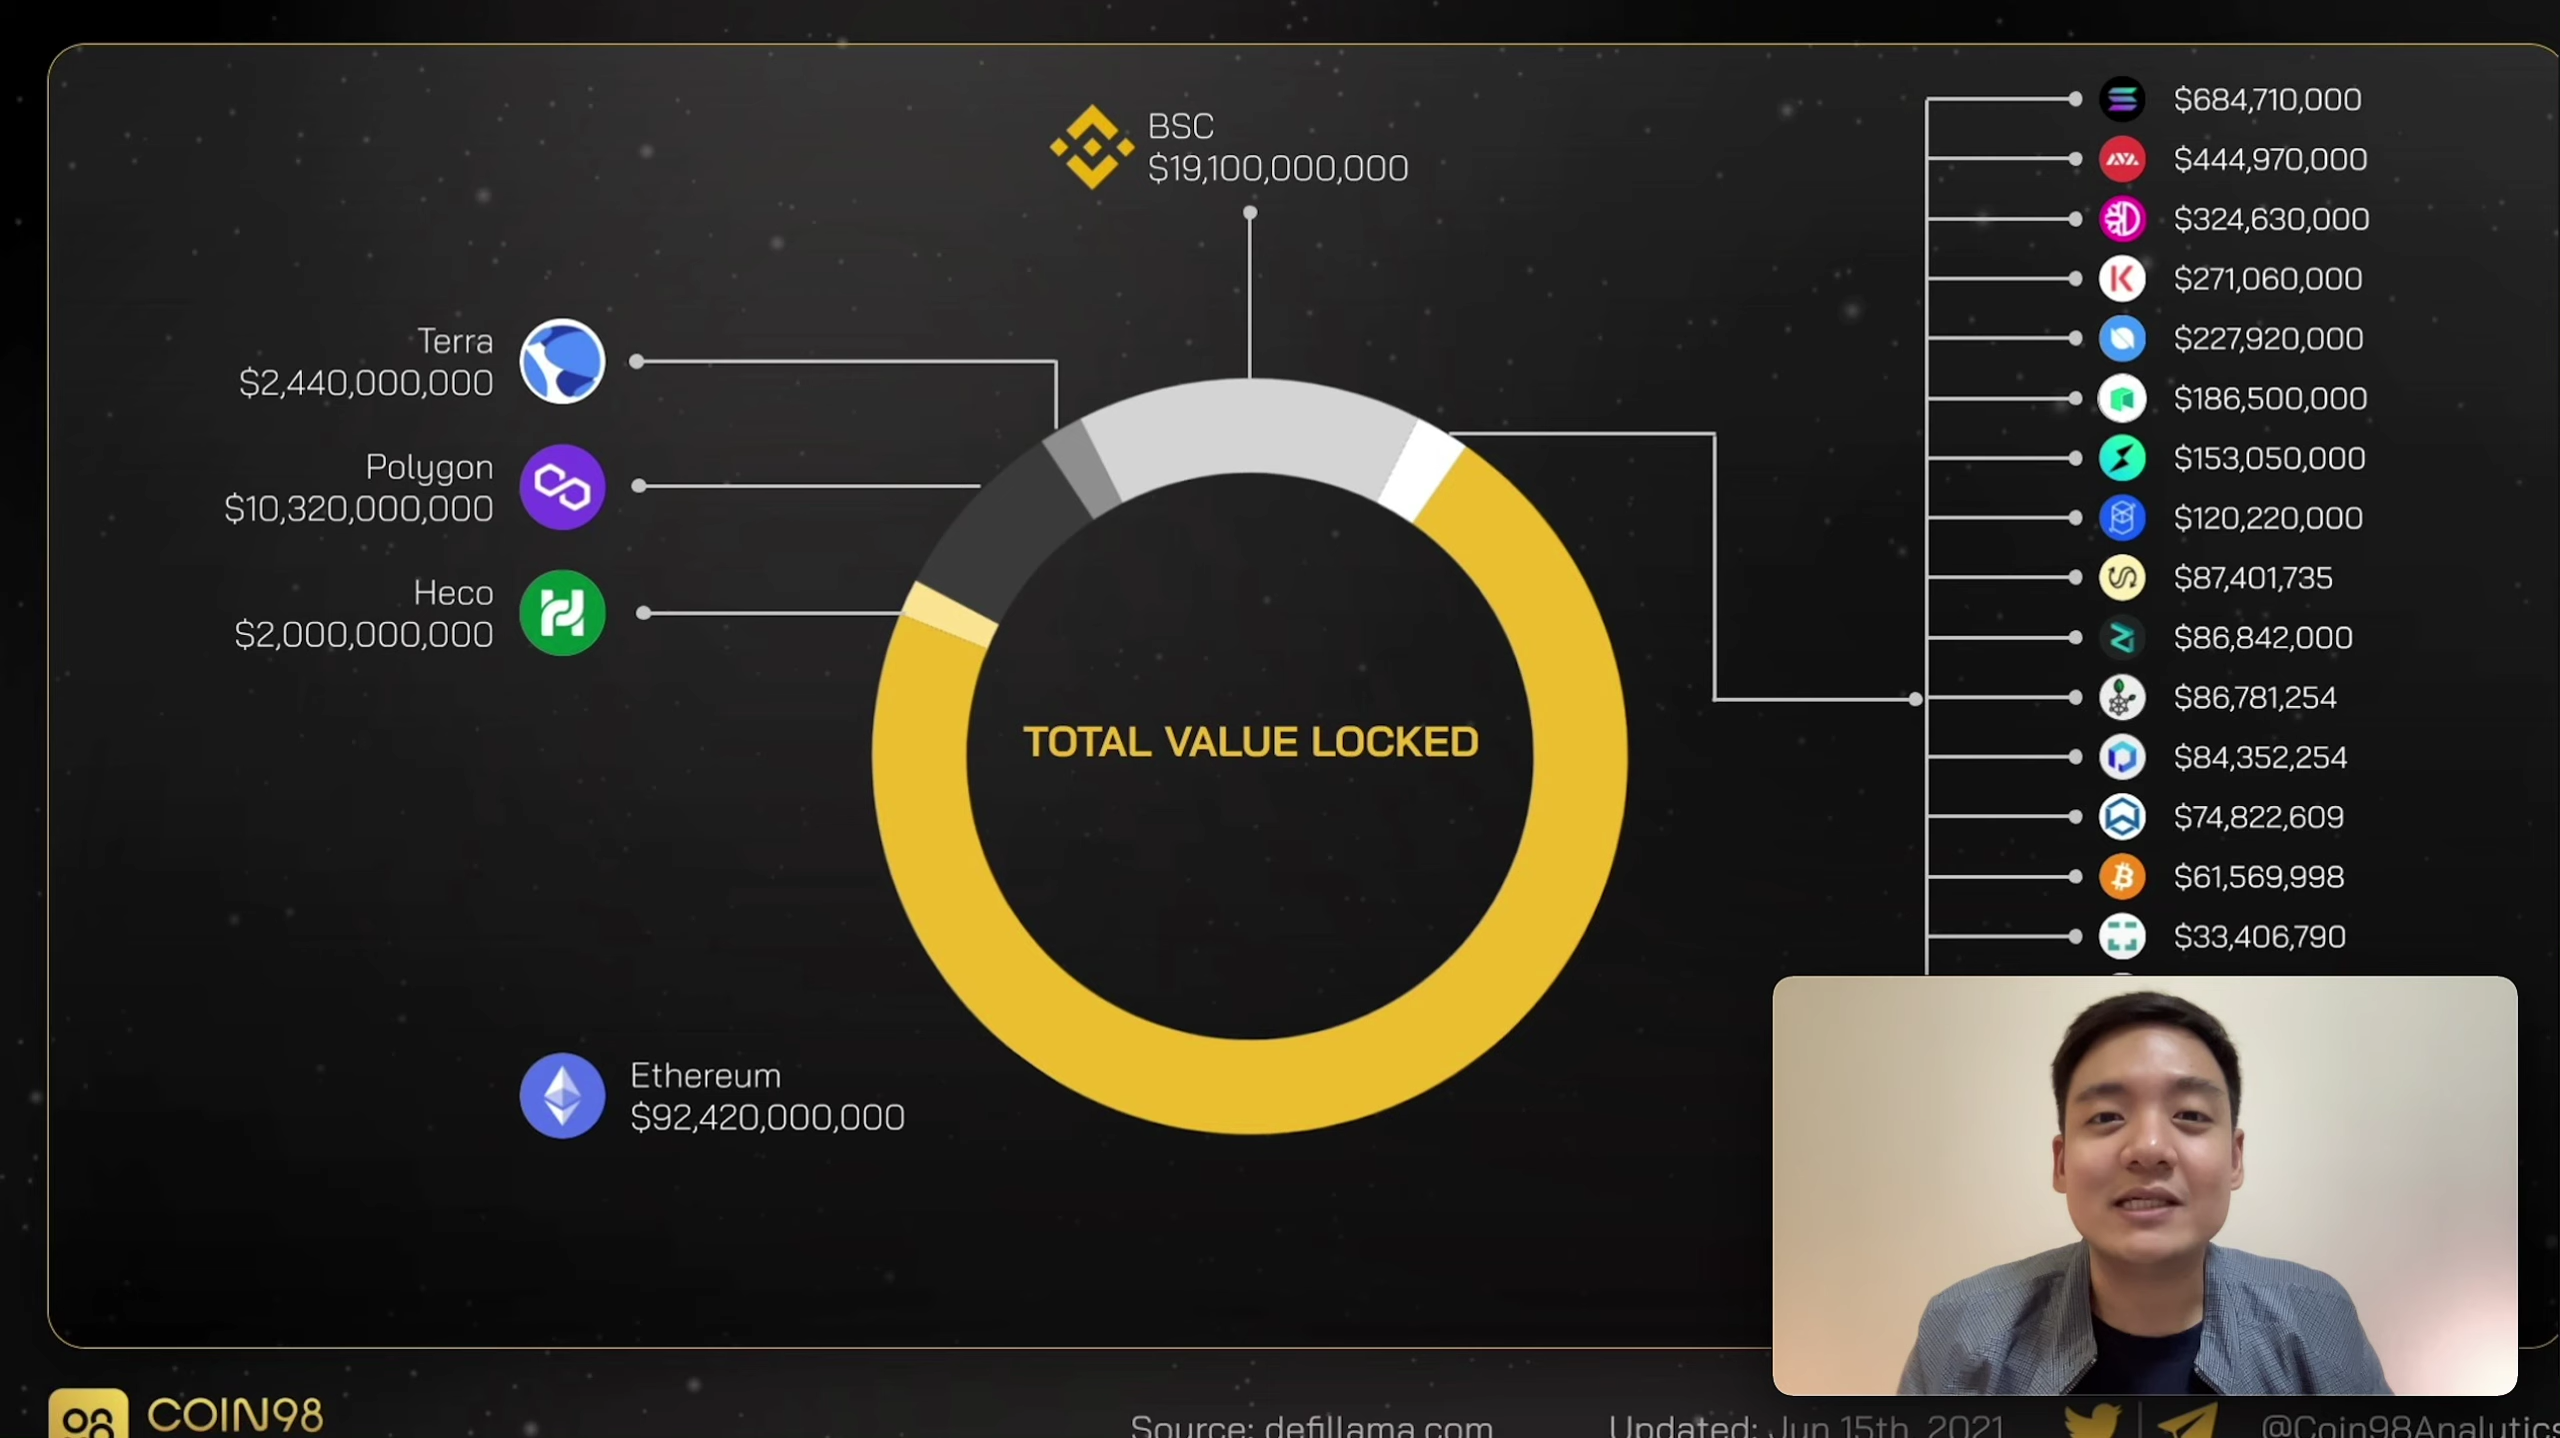 BSC
$19,100,000,000
Terra
$2,440,000,000
Polygon
$10,320,000,000
Heco
$2,000,000,000
TOTAL VALUE LOCKED
Ethereum
$92,420,000,000
$684,710,000
$444,970,000
$324,630,000
$271,060,000
$227,920,000
$186,500,000
$153,050,000
$120,220,000
$87,401,735
$86,842,000
$86,781,254
$84,352,254
$74,822,609
$61,569,998
$33,406,790
COIN98
Source: defillama.com
Updated: Jun 15th, 2021
@Coin98Analytics